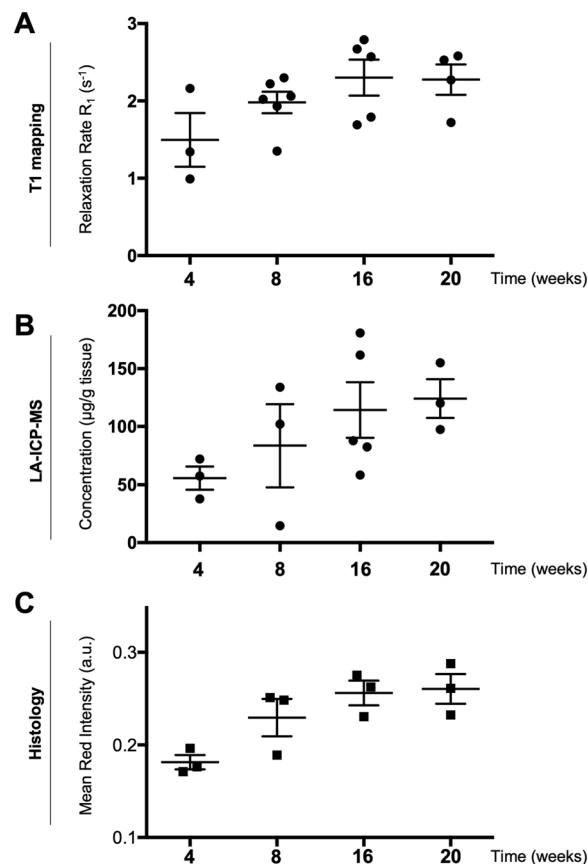 A
T1 mapping
Relaxation Rate R₁ (s⁻¹)
3
2
1
0
4 8 16 20 Time (weeks)
B
LA-ICP-MS
Concentration (µg/g tissue)
200
150
100
50
0
4 8 16 20 Time (weeks)
C
Histology
Mean Red Intensity (a.u.)
0.3
0.2
0.1
4 8 16 20 Time (weeks)